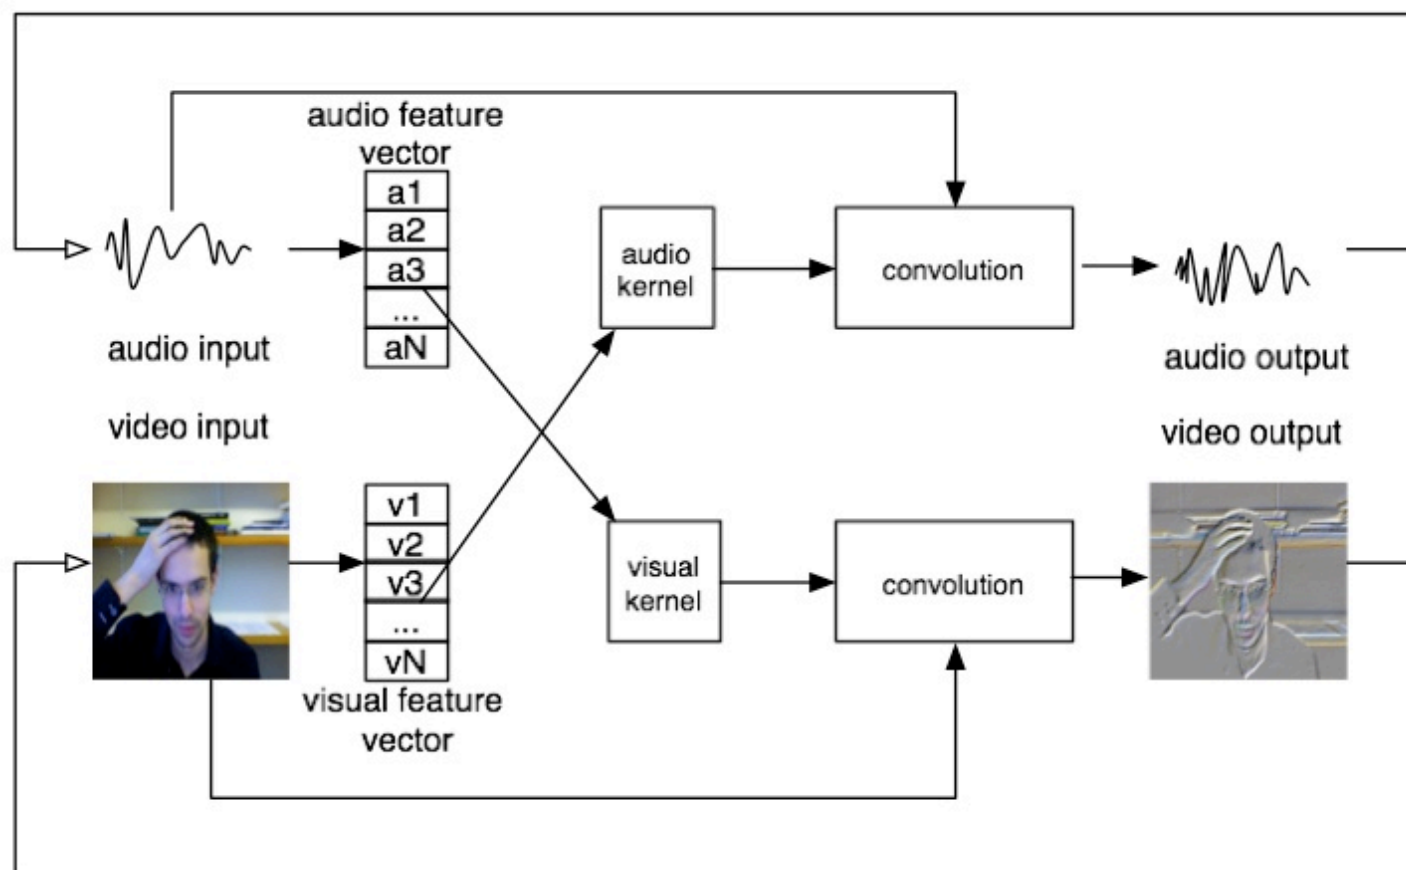 audio feature
vector
a1
a2
a3
...
aN
audio input
audio
kernel
convolution
audio output
video input
v1
v2
v3
...
vN
visual feature
vector
visual
kernel
convolution
video output